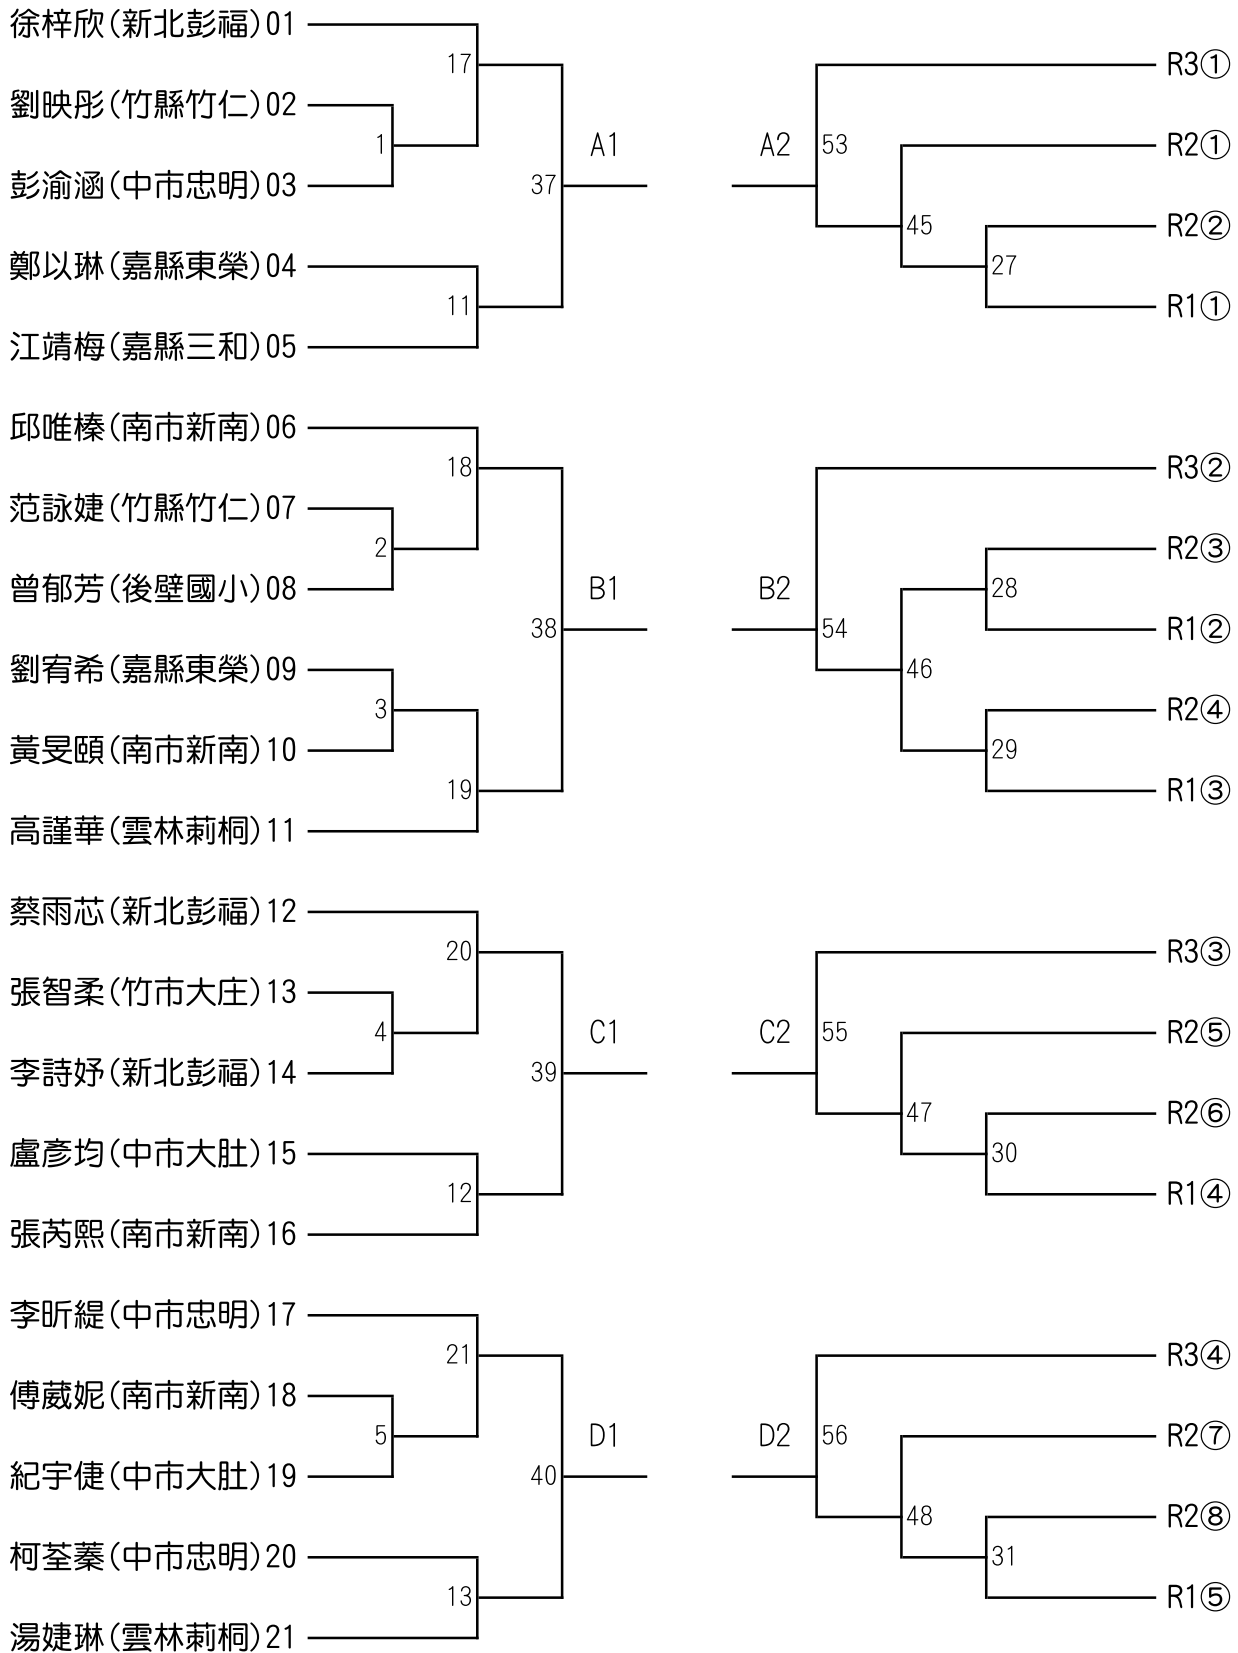 徐梓欣(新北彭福)01
17
R3①
劉映彤(竹縣竹仁)02
1
A1
A2
53
R2①
彭渝涵(中市忠明)03
37
45
R2②
鄭以琳(嘉縣東榮)04
27
11
R1①
江靖梅(嘉縣三和)05
邱唯榛(南市新南)06
18
R3②
范詠婕(竹縣竹仁)07
2
R2③
曾郁芳(後壁國小)08
B1
B2
28
38
54
R1②
劉宥希(嘉縣東榮)09
46
3
R2④
黃旻頤(南市新南)10
29
19
R1③
高謹華(雲林莿桐)11
蔡雨芯(新北彭福)12
20
R3③
張智柔(竹市大庄)13
4
C1
C2
55
R2⑤
李詩妤(新北彭福)14
39
47
R2⑥
盧彥均(中市大肚)15
30
12
R1④
張芮熙(南市新南)16
李昕緹(中市忠明)17
21
R3④
傅葳妮(南市新南)18
5
D1
D2
56
R2⑦
紀宇倢(中市大肚)19
40
48
R2⑧
柯荃蓁(中市忠明)20
31
13
R1⑤
湯婕琳(雲林莿桐)21